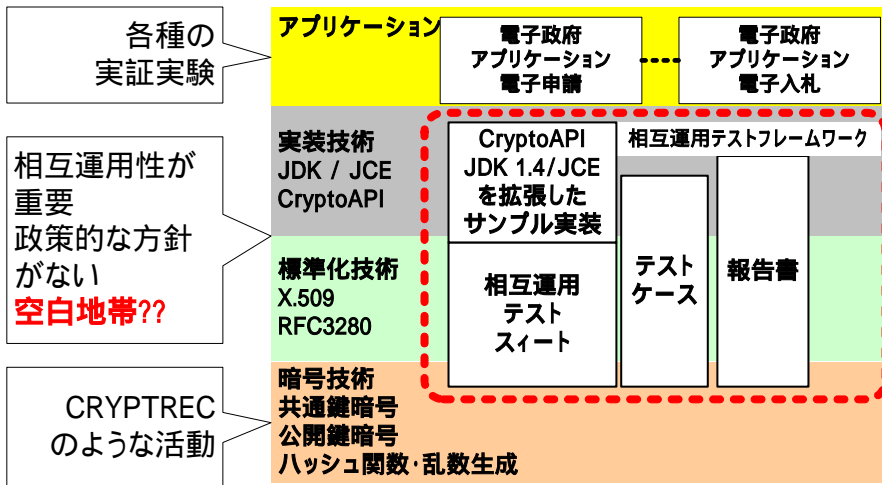 各種の
実証実験
相互運用性が
重要
政策的な方針
がない
空白地帯??
CRYPTREC
のような活動
アプリケーション
電子政府
アプリケーション
電子申請
電子政府
アプリケーション
電子入札
実装技術
JDK / JCE
CryptoAPI
CryptoAPI
JDK 1.4/JCE
を拡張した
サンプル実装
相互運用テストフレームワーク
標準化技術
X.509
RFC3280
相互運用
テスト
スィート
テスト
ケース
報告書
暗号技術
共通鍵暗号
公開鍵暗号
ハッシュ関数・乱数生成